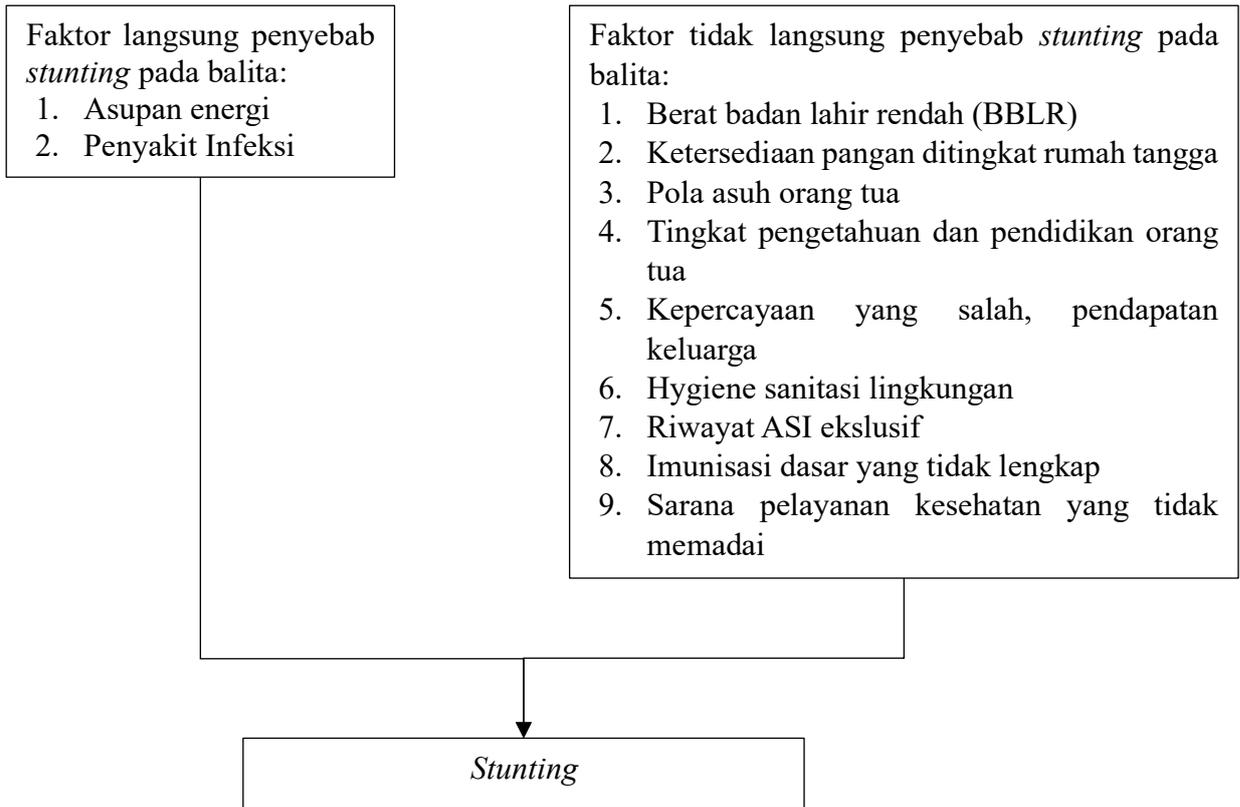 Faktor langsung penyebab
stunting pada balita:
1. Asupan energi
2. Penyakit Infeksi
Faktor tidak langsung penyebab stunting pada
balita:
1. Berat badan lahir rendah (BBLR)
2. Ketersediaan pangan ditingkat rumah tangga
3. Pola asuh orang tua
4. Tingkat pengetahuan dan pendidikan orang
tua
5. Kepercayaan yang salah, pendapatan
keluarga
6. Hygiene sanitasi lingkungan
7. Riwayat ASI ekslusif
8. Imunisasi dasar yang tidak lengkap
9. Sarana pelayanan kesehatan yang tidak
memadai
Stunting